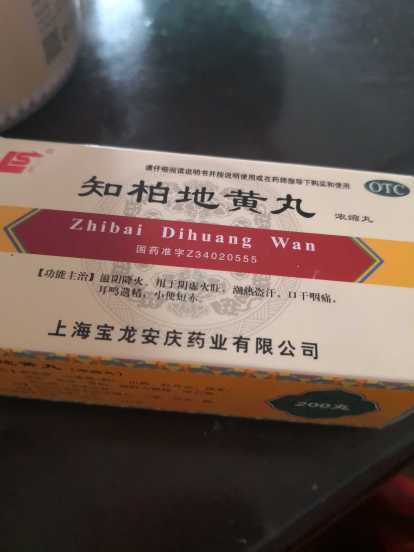 请仔细阅读说明书并按说明使用或在药师指导下购买和使用
OTC
知柏地黄丸 浓缩丸
Zhibai Dihuang Wan
国药准字Z34020555
【功能主治】滋阴降火。用于阴虚火旺，潮热盗汗，口干咽痛，
耳鸣遗精，小便短赤。
上海宝龙安庆药业有限公司
地黄丸
200丸